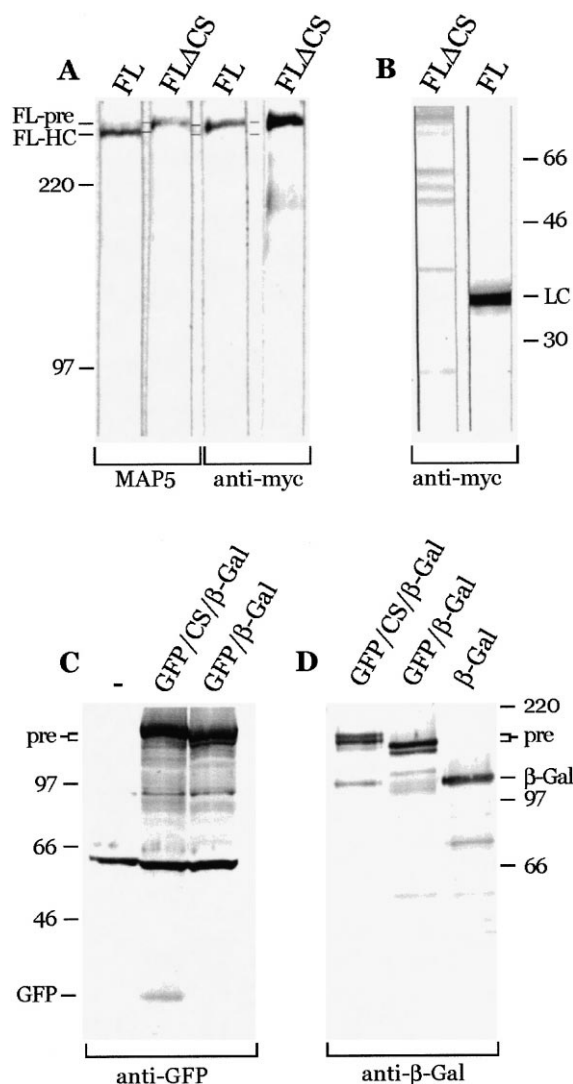 A
FL
FLΔCS
FL
FLΔCS
FL-pre
FL-HC
220
97
MAP5
anti-myc
B
FLΔCS
FL
66
46
LC
30
anti-myc
C
-
GFP/CS/β-Gal
GFP/β-Gal
pre
97
66
46
GFP
anti-GFP
D
GFP/CS/β-Gal
GFP/β-Gal
β-Gal
220
pre
β-Gal
97
66
anti-β-Gal